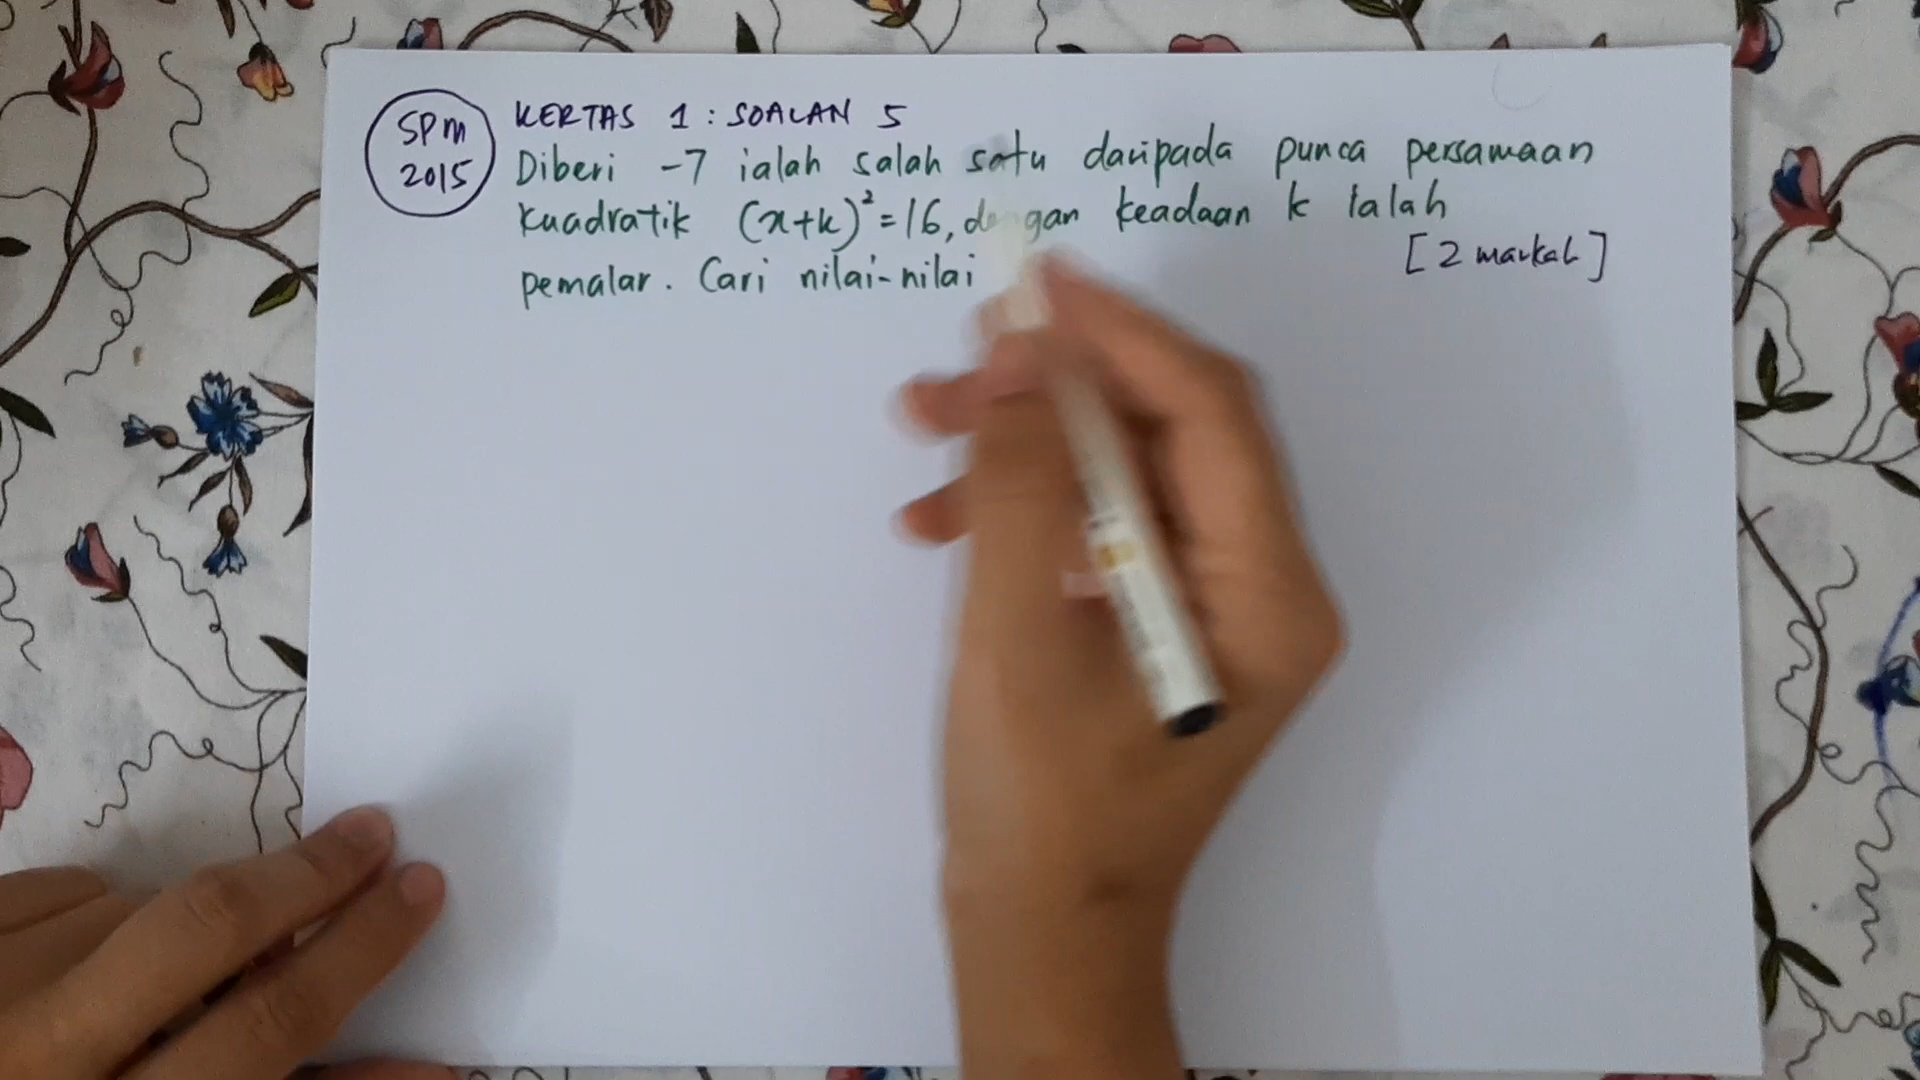 SPM
2015
KERTAS 1 : SOALAN 5
Diberi -7 ialah salah satu daripada punca persamaan
kuadratik (x+k)²=16, dengan keadaan k ialah
pemalar. Cari nilai-nilai
[2 markah]